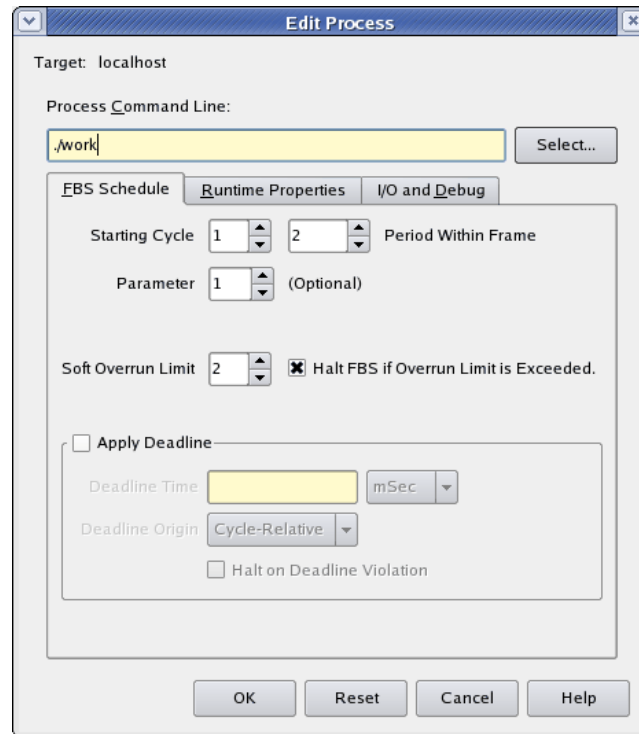 Edit Process
Target: localhost
Process Command Line:
./work
Select...
FBS Schedule Runtime Properties I/O and Debug
Starting Cycle 1 2 Period Within Frame
Parameter 1 (Optional)
Soft Overrun Limit 2 Halt FBS if Overrun Limit is Exceeded.
Apply Deadline
Deadline Time mSec
Deadline Origin Cycle-Relative
Halt on Deadline Violation
OK Reset Cancel Help